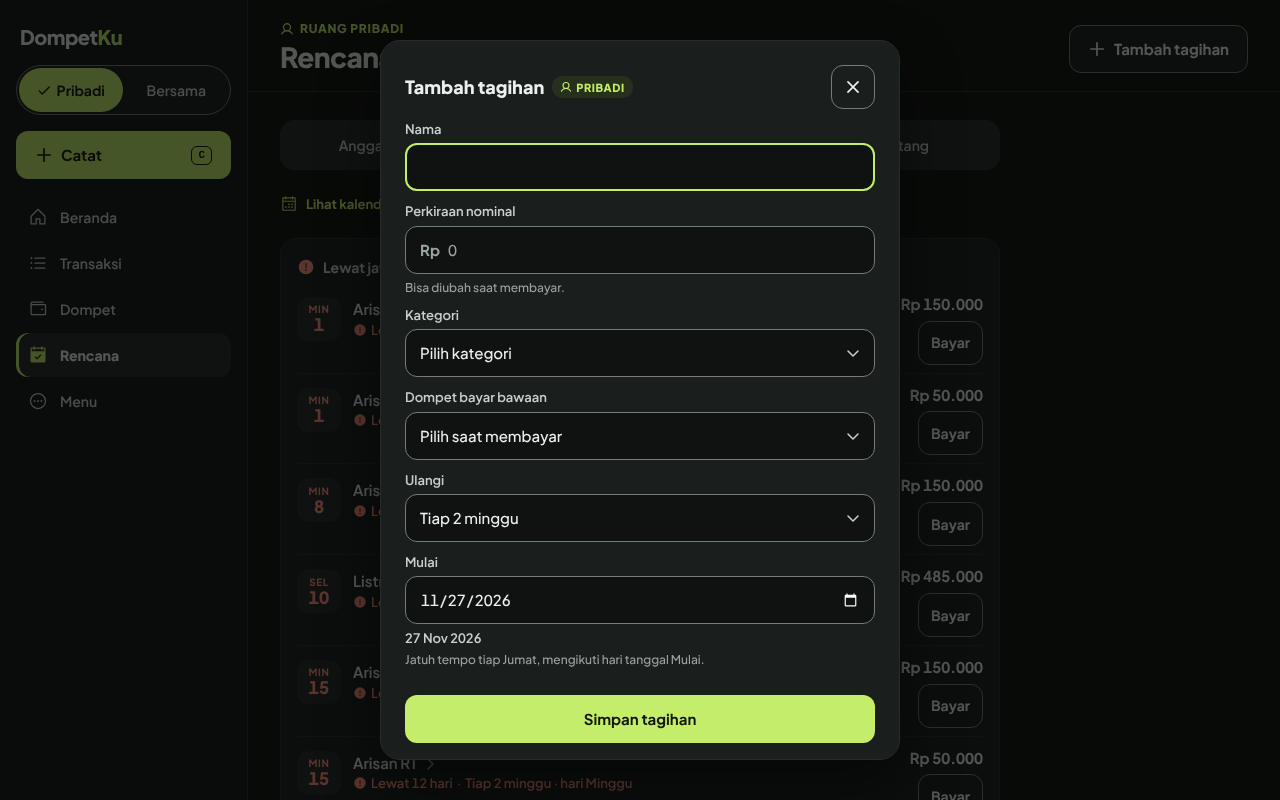 DompetKu
Pribadi
Bersama
Catat
C
Beranda
Transaksi
Dompet
Rencana
Menu
RUANG PRIBADI
Tambah tagihan
Lihat
Tambah tagihan
PRIBADI
Nama
Perkiraan nominal
Rp 0
Bisa diubah saat membayar.
Kategori
Pilih kategori
Dompet bayar bawaan
Pilih saat membayar
Ulangi
Tiap 2 minggu
Mulai
11/27/2026
27 Nov 2026
Jatuh tempo tiap Jumat, mengikuti hari tanggal Mulai.
Simpan tagihan
Lewat
MIN
1
Rp 150.000
Bayar
MIN
1
Rp 50.000
Bayar
MIN
8
Rp 150.000
Bayar
SEL
10
Rp 485.000
Bayar
MIN
15
Rp 150.000
Bayar
MIN
15
Arisan RT
Lewat 12 hari · Tiap 2 minggu · hari Minggu
Rp 50.000
Bayar